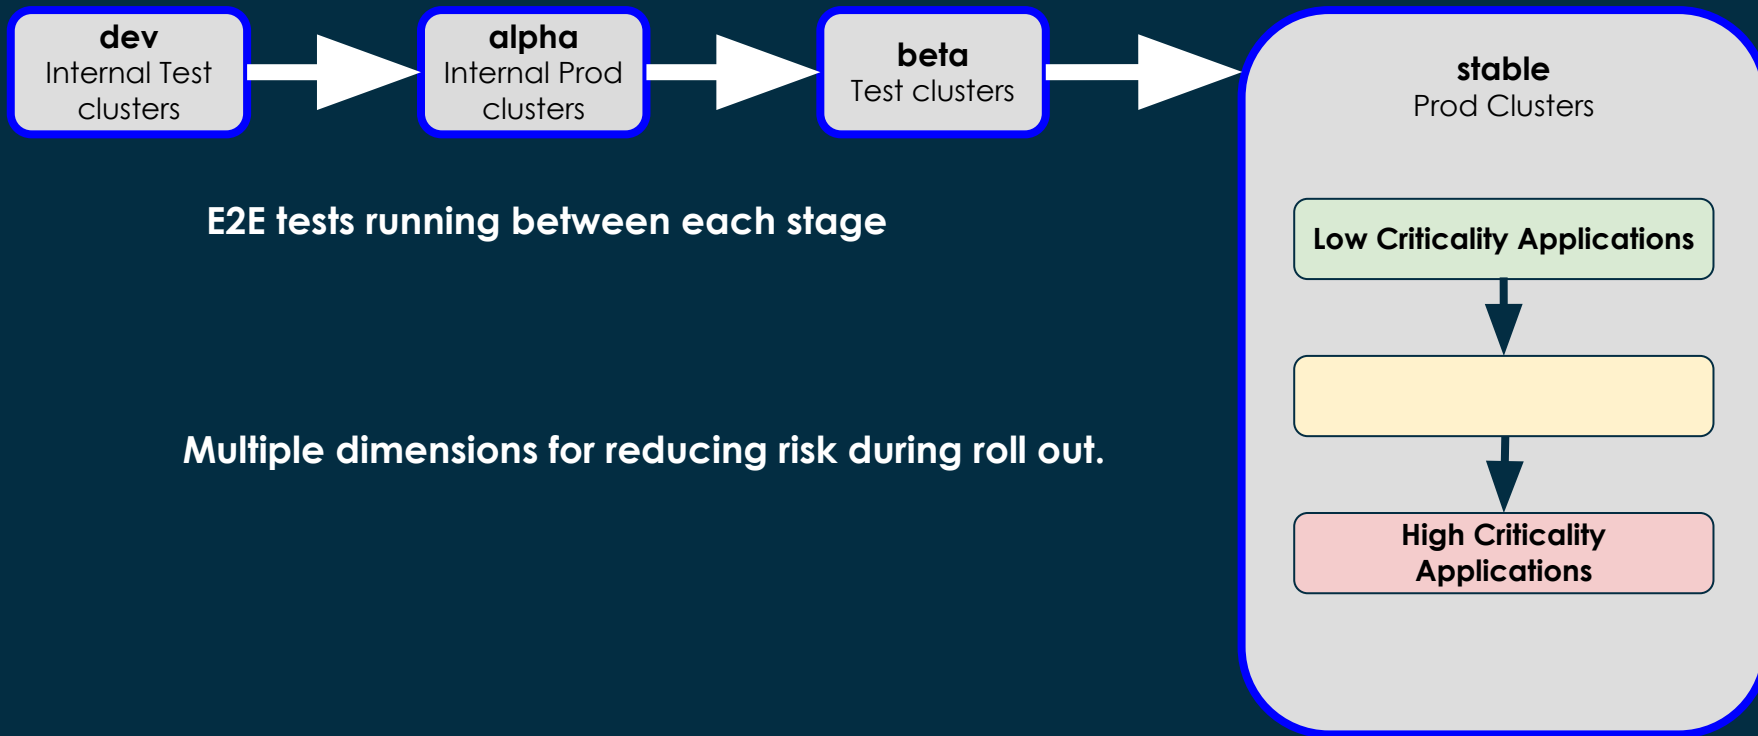 dev
Internal Test
clusters
alpha
Internal Prod
clusters
beta
Test clusters
stable
Prod Clusters
E2E tests running between each stage
Low Criticality Applications
Multiple dimensions for reducing risk during roll out.
High Criticality
Applications